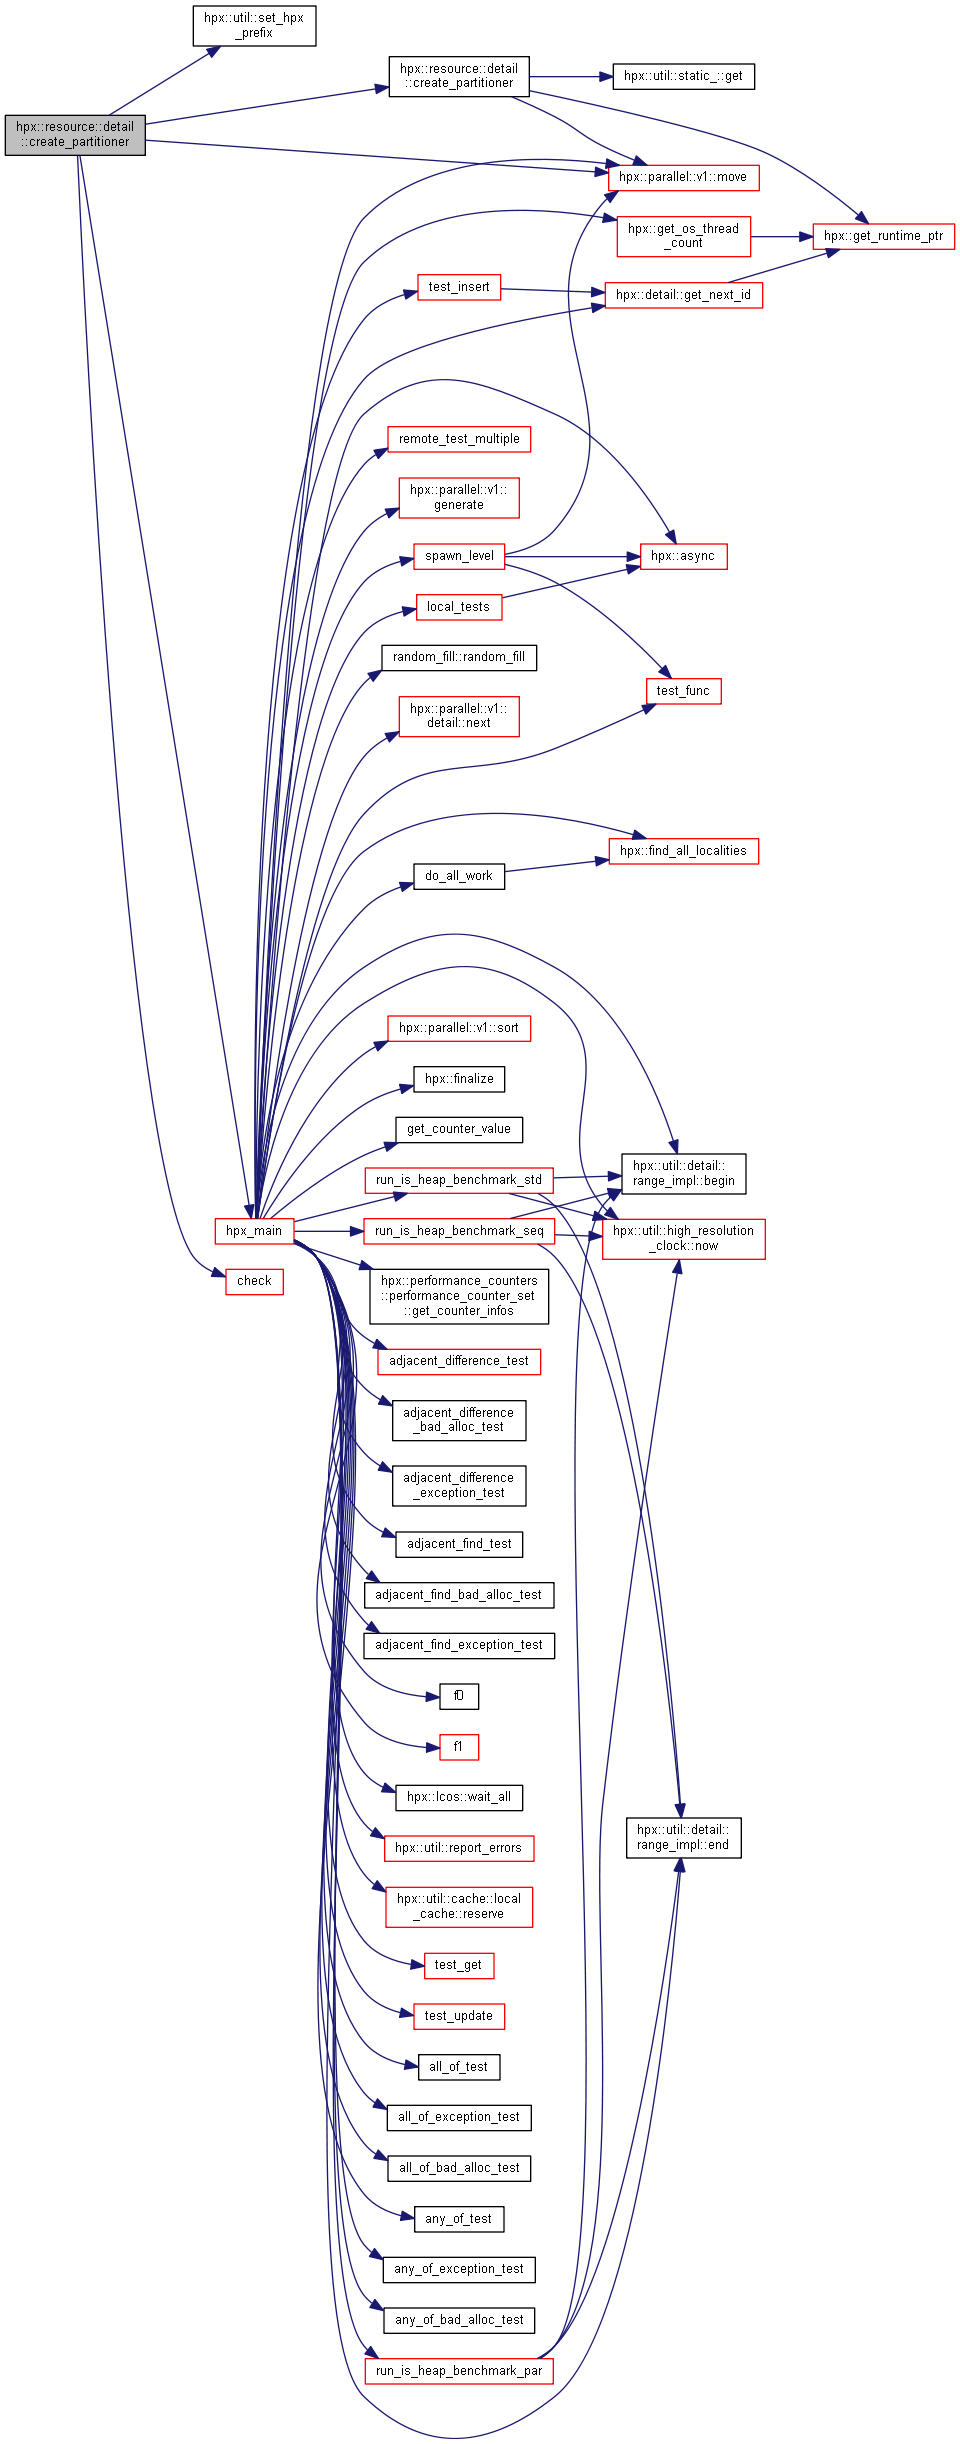 hpx::util::set_hpx
_prefix
hpx::resource::detail
::create_partitioner
hpx::util::static_::get
hpx::resource::detail
::create_partitioner
hpx::parallel::v1::move
hpx::get_os_thread
_count
hpx::get_runtime_ptr
test_insert
hpx::detail::get_next_id
remote_test_multiple
hpx::parallel::v1::
generate
spawn_level
hpx::async
local_tests
random_fill::random_fill
test_func
hpx::parallel::v1::
detail::next
hpx::find_all_localities
do_all_work
hpx::parallel::v1::sort
hpx::finalize
get_counter_value
hpx::util::detail::
range_impl::begin
run_is_heap_benchmark_std
hpx_main
run_is_heap_benchmark_seq
hpx::util::high_resolution
_clock::now
check
hpx::performance_counters
::performance_counter_set
::get_counter_infos
adjacent_difference_test
adjacent_difference
_bad_alloc_test
adjacent_difference
_exception_test
adjacent_find_test
adjacent_find_bad_alloc_test
adjacent_find_exception_test
f0
f1
hpx::lcos::wait_all
hpx::util::detail::
range_impl::end
hpx::util::report_errors
hpx::util::cache::local
_cache::reserve
test_get
test_update
all_of_test
all_of_exception_test
all_of_bad_alloc_test
any_of_test
any_of_exception_test
any_of_bad_alloc_test
run_is_heap_benchmark_par